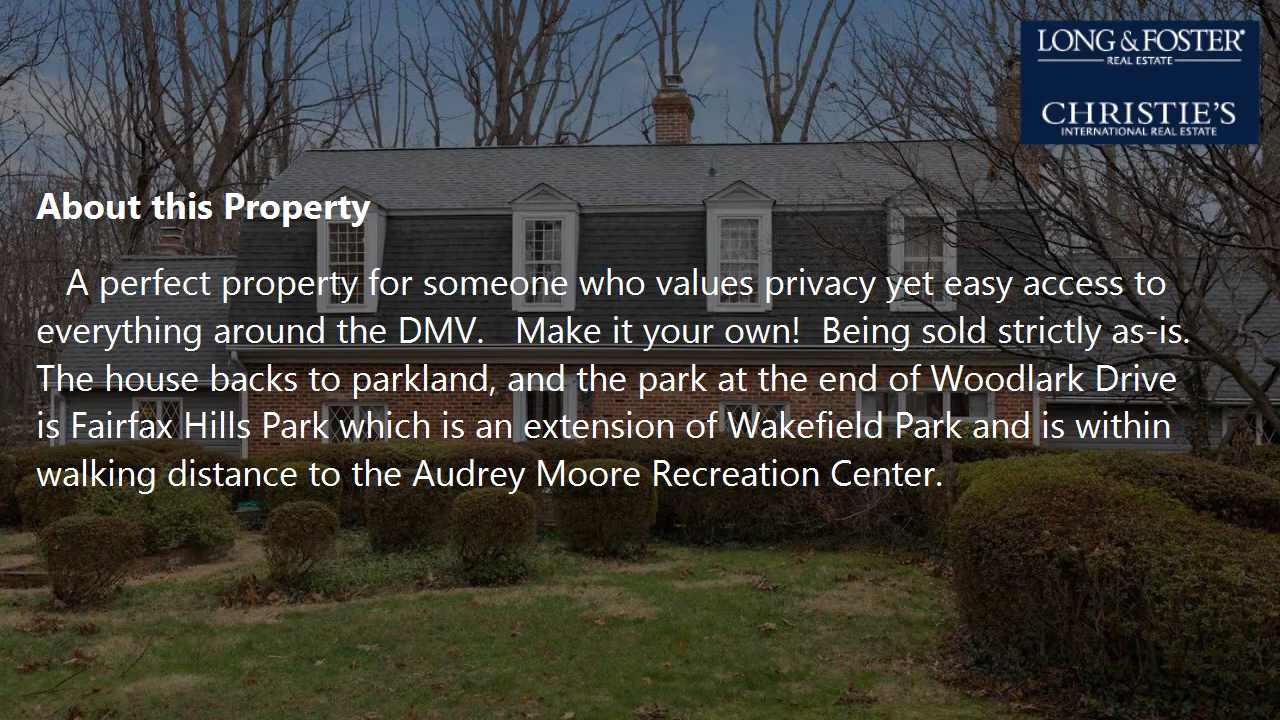 LONG & FOSTER®
REAL ESTATE
CHRISTIE'S
INTERNATIONAL REAL ESTATE
About this Property
A perfect property for someone who values privacy yet easy access to
everything around the DMV. Make it your own! Being sold strictly as-is.
The house backs to parkland, and the park at the end of Woodlark Drive
is Fairfax Hills Park which is an extension of Wakefield Park and is within
walking distance to the Audrey Moore Recreation Center.